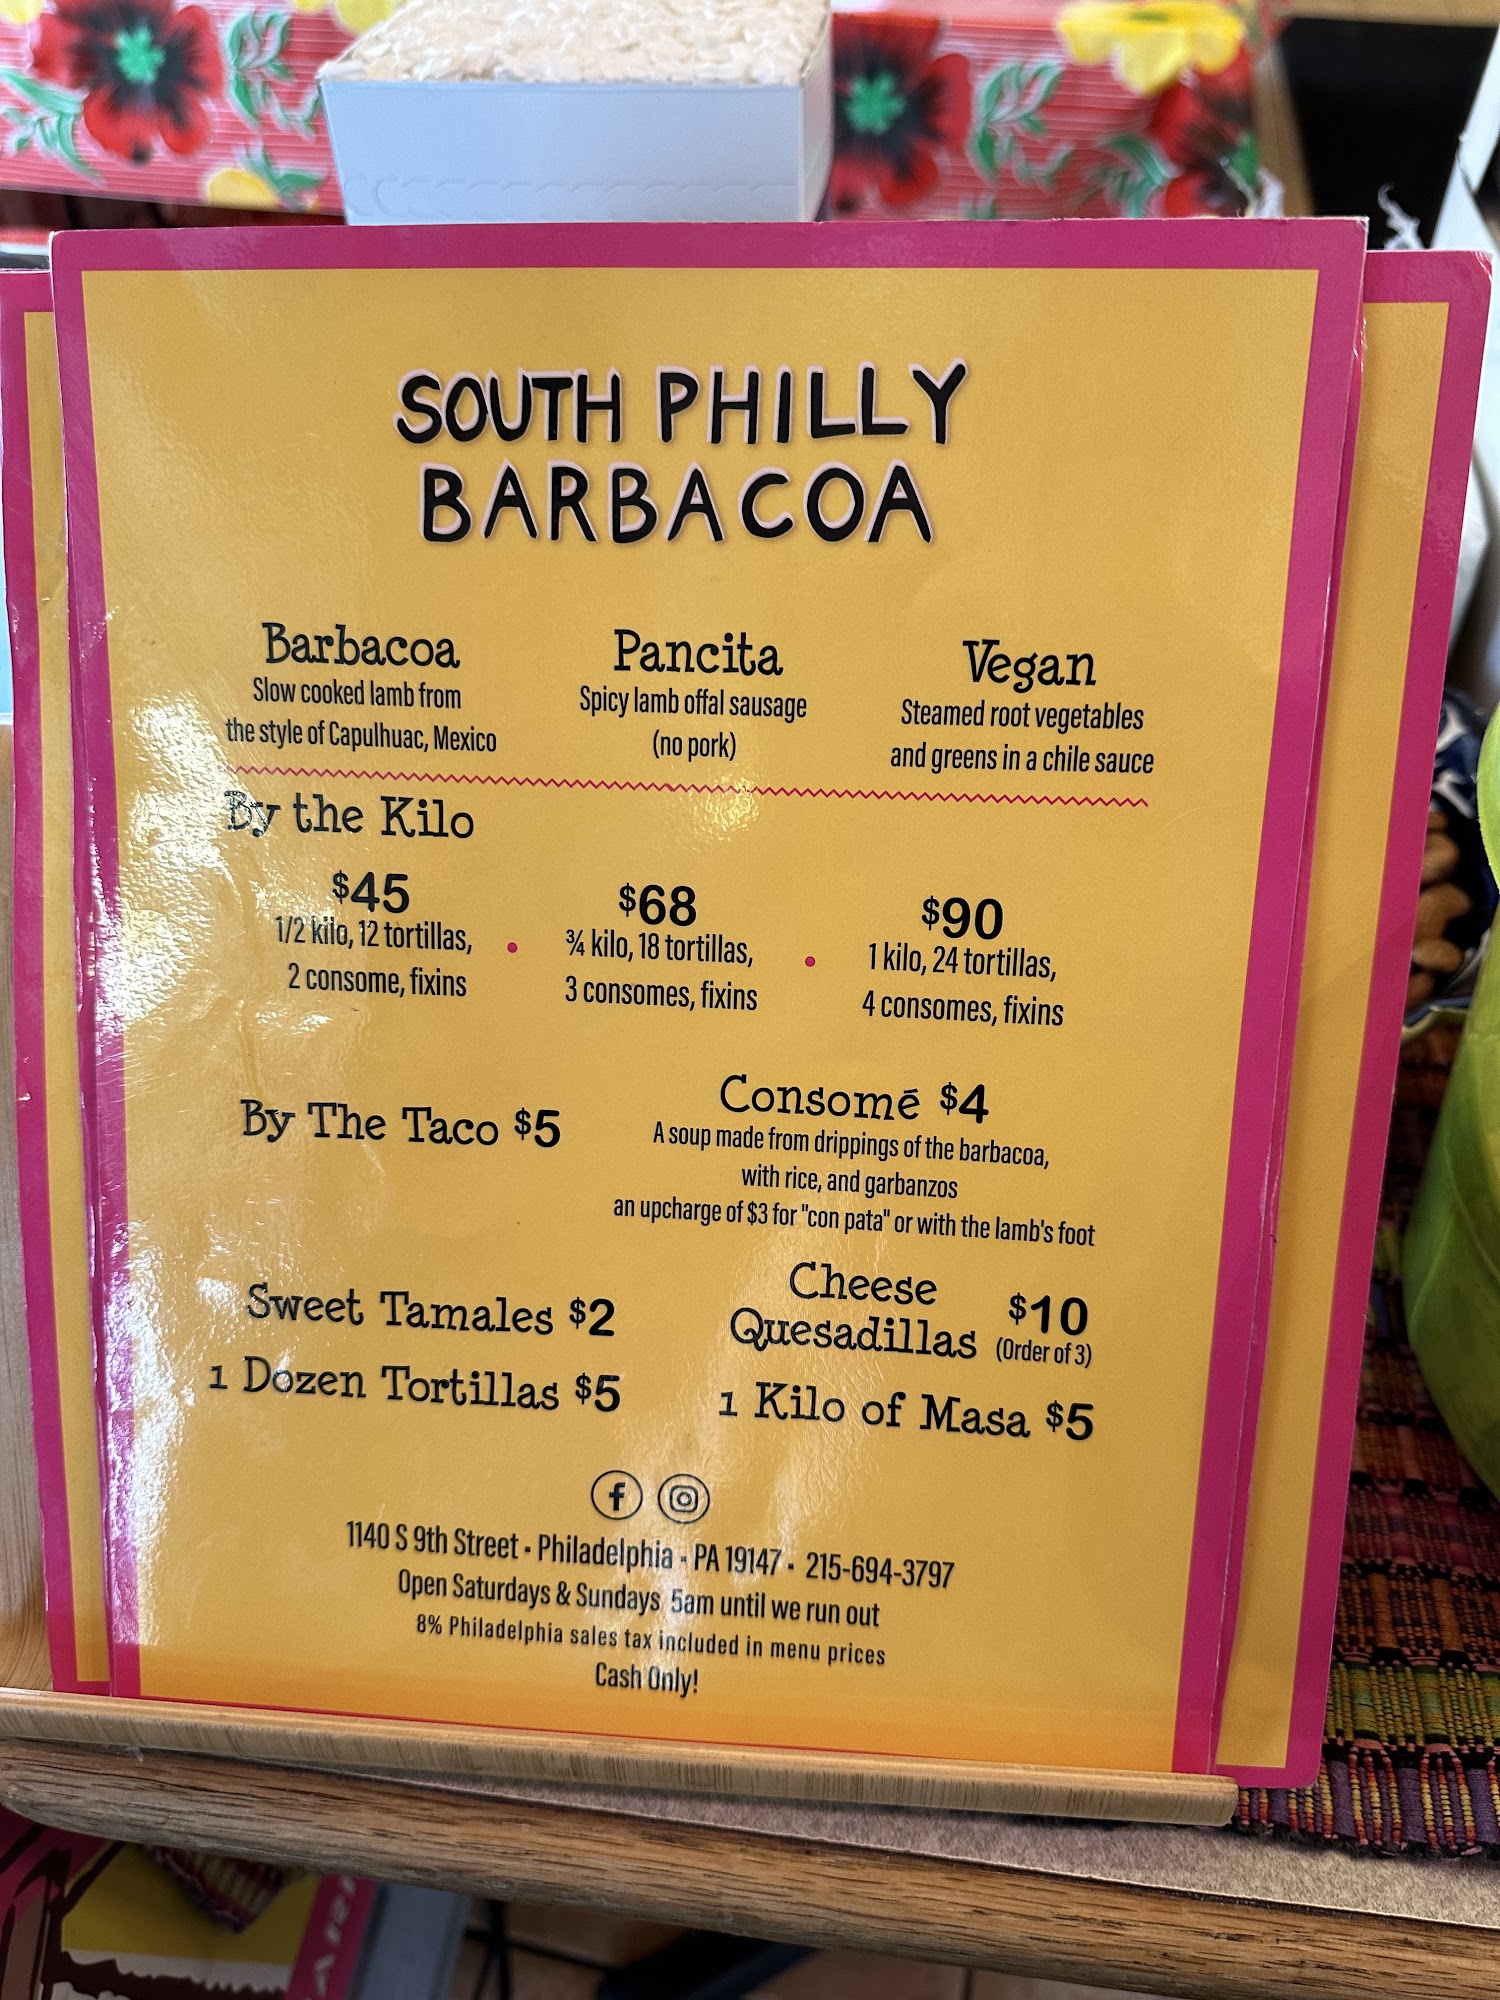 SOUTH PHILLY
BARBACOA
Barbacoa
Slow cooked lamb from
the style of Capulhuac, Mexico
Pancita
Spicy lamb offal sausage
(no pork)
Vegan
Steamed root vegetables
and greens in a chile sauce
By the Kilo
$45
1/2 kilo, 12 tortillas,
2 consome, fixins
•
$68
¾ kilo, 18 tortillas,
3 consomes, fixins
•
$90
1 kilo, 24 tortillas,
4 consomes, fixins
By The Taco $5
Consomé $4
A soup made from drippings of the barbacoa,
with rice, and garbanzos
an upcharge of $3 for "con pata" or with the lamb's foot
Sweet Tamales $2
Cheese
Quesadillas $10
(Order of 3)
1 Dozen Tortillas $5
1 Kilo of Masa $5
1140 S 9th Street • Philadelphia • PA 19147 • 215-694-3797
Open Saturdays & Sundays, 5am until we run out
8% Philadelphia sales tax included in menu prices
Cash Only!